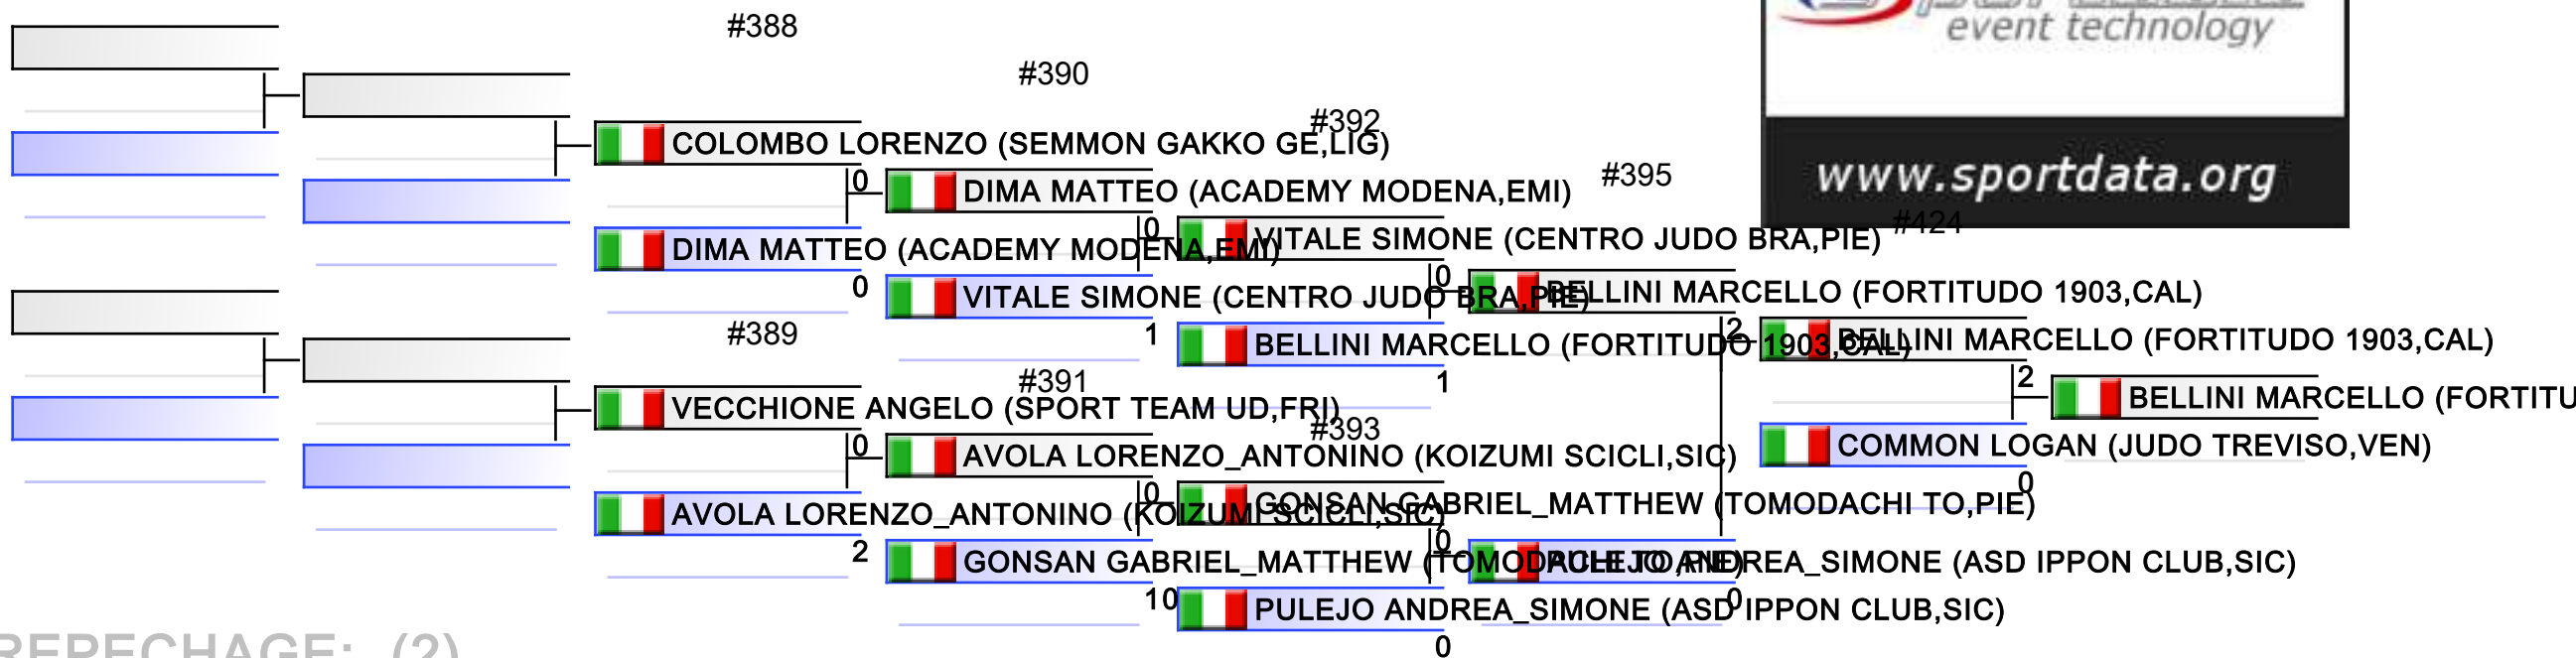 #388
event technology
#390
#392
COLOMBO LORENZO (SEMMON GAKKO GE,LIG)
#395
www.sportdata.org
0
DIMA MATTEO (ACADEMY MODENA,EMI)
#424
0
VITALE SIMONE (CENTRO JUDO BRA,PIE)
DIMA MATTEO (ACADEMY MODENA,EMI)
0
0
BELLINI MARCELLO (FORTITUDO 1903,CAL)
VITALE SIMONE (CENTRO JUDO BRA,PIE)
#389
1
2
BELLINI MARCELLO (FORTITUDO 1903,CAL)
BELLINI MARCELLO (FORTITUDO 1903,CAL)
#391
1
2
BELLINI MARCELLO (FORTITU
VECCHIONE ANGELO (SPORT TEAM UD,FRI)
#393
0
AVOLA LORENZO_ANTONINO (KOIZUMI SCICLI,SIC)
COMMON LOGAN (JUDO TREVISO,VEN)
0
0
GONSAN GABRIEL_MATTHEW (TOMODACHI TO,PIE)
AVOLA LORENZO_ANTONINO (KOIZUMI SCICLI,SIC)
2
0
PULEJO ANDREA_SIMONE (ASD IPPON CLUB,SIC)
GONSAN GABRIEL_MATTHEW (TOMODACHI TO,PIE)
10
0
PULEJO ANDREA_SIMONE (ASD IPPON CLUB,SIC)
0
REPECHAGE: (2)